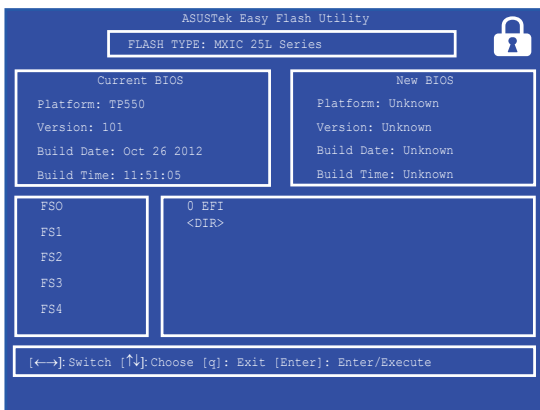 ASUSTek Easy Flash Utility
FLASH TYPE: MXIC 25L Series
Current BIOS
Platform: TP550
Version: 101
Build Date: Oct 26 2012
Build Time: 11:51:05
New BIOS
Platform: Unknown
Version: Unknown
Build Date: Unknown
Build Time: Unknown
FSO
FS1
FS2
FS3
FS4
0 EFI
<DIR>
[←→]: Switch [↑↓]: Choose [q]: Exit [Enter]: Enter/Execute